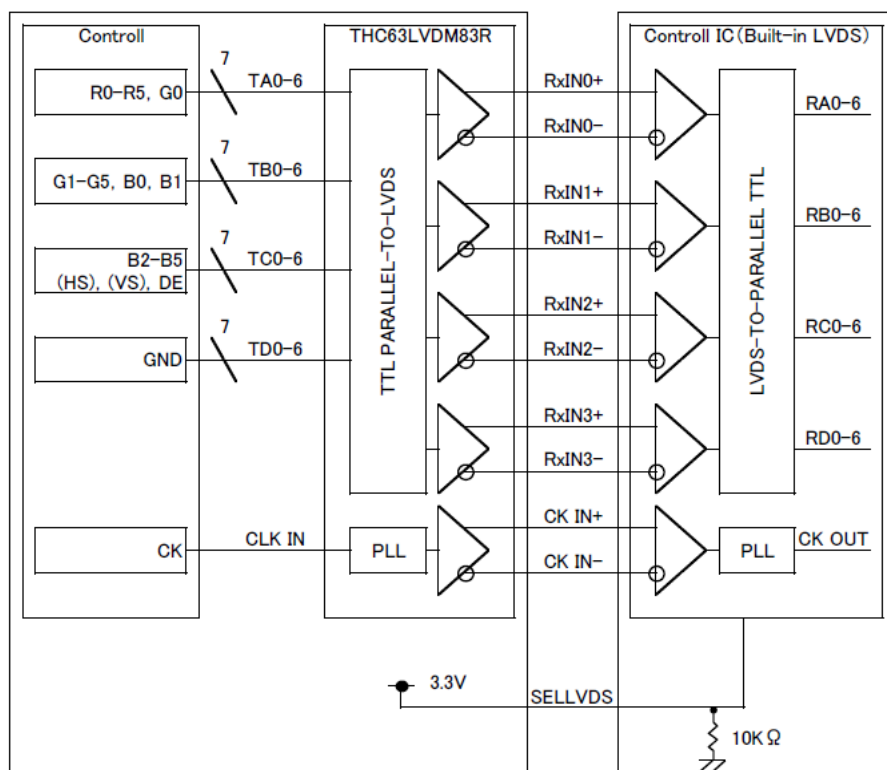 Controll
THC63LVDM83R
Controll IC(Built-in LVDS)
7
R0-R5, G0
TA0-6
RxIN0+
RxIN0-
RA0-6
7
G1-G5, B0, B1
TB0-6
RxIN1+
RxIN1-
RB0-6
7
B2-B5
(HS), (VS), DE
TC0-6
RxIN2+
RxIN2-
RC0-6
7
GND
TD0-6
RxIN3+
RxIN3-
RD0-6
TTL PARALLEL-TO-LVDS
LVDS-TO-PARALLEL TTL
CK
CLK IN
PLL
CK IN+
CK IN-
PLL
CK OUT
3.3V
SELLVDS
10KΩ